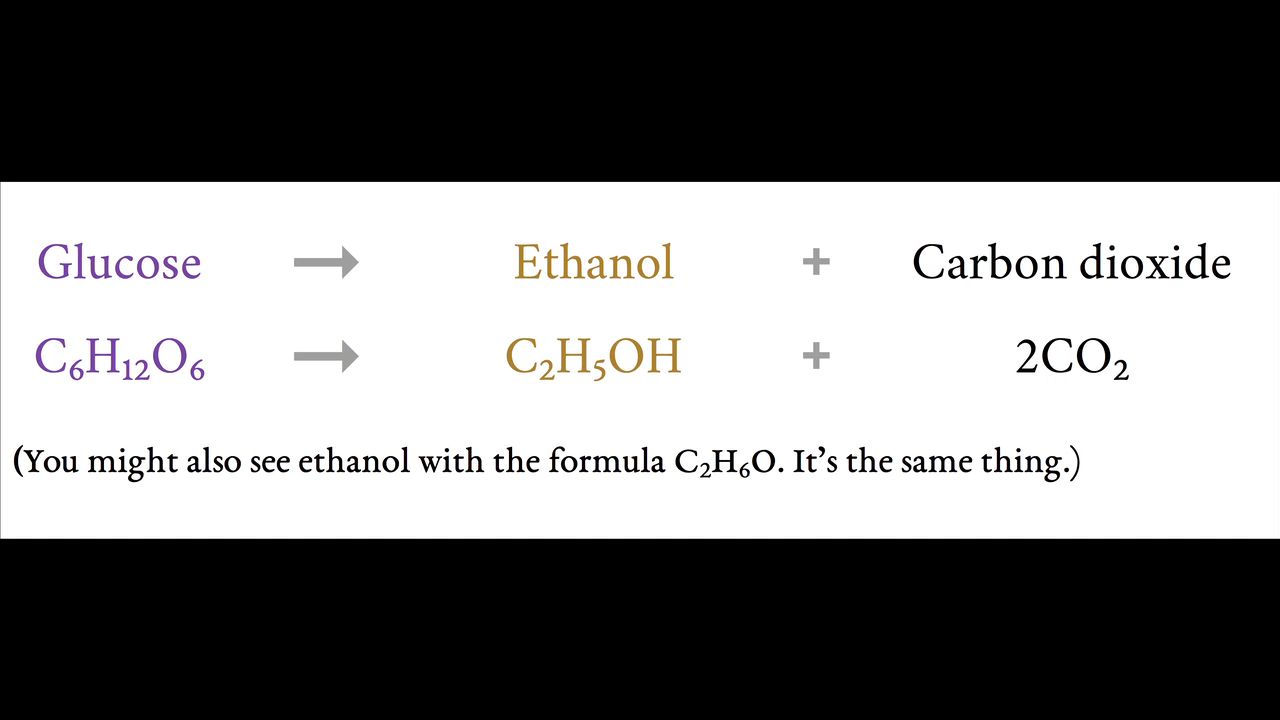 Glucose → Ethanol + Carbon dioxide
C₆H₁₂O₆ → C₂H₅OH + 2CO₂
(You might also see ethanol with the formula C₂H₆O. It’s the same thing.)